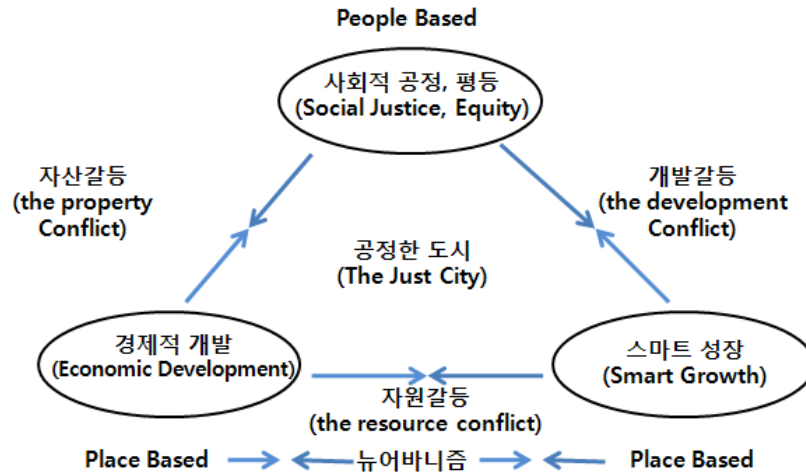 People Based
사회적 공정, 평등
(Social Justice, Equity)
자산갈등
(the property
Conflict)
개발갈등
(the development
Conflict)
공정한 도시
(The Just City)
경제적 개발
(Economic Development)
스마트 성장
(Smart Growth)
자원갈등
(the resource conflict)
Place Based
뉴어바니즘
Place Based